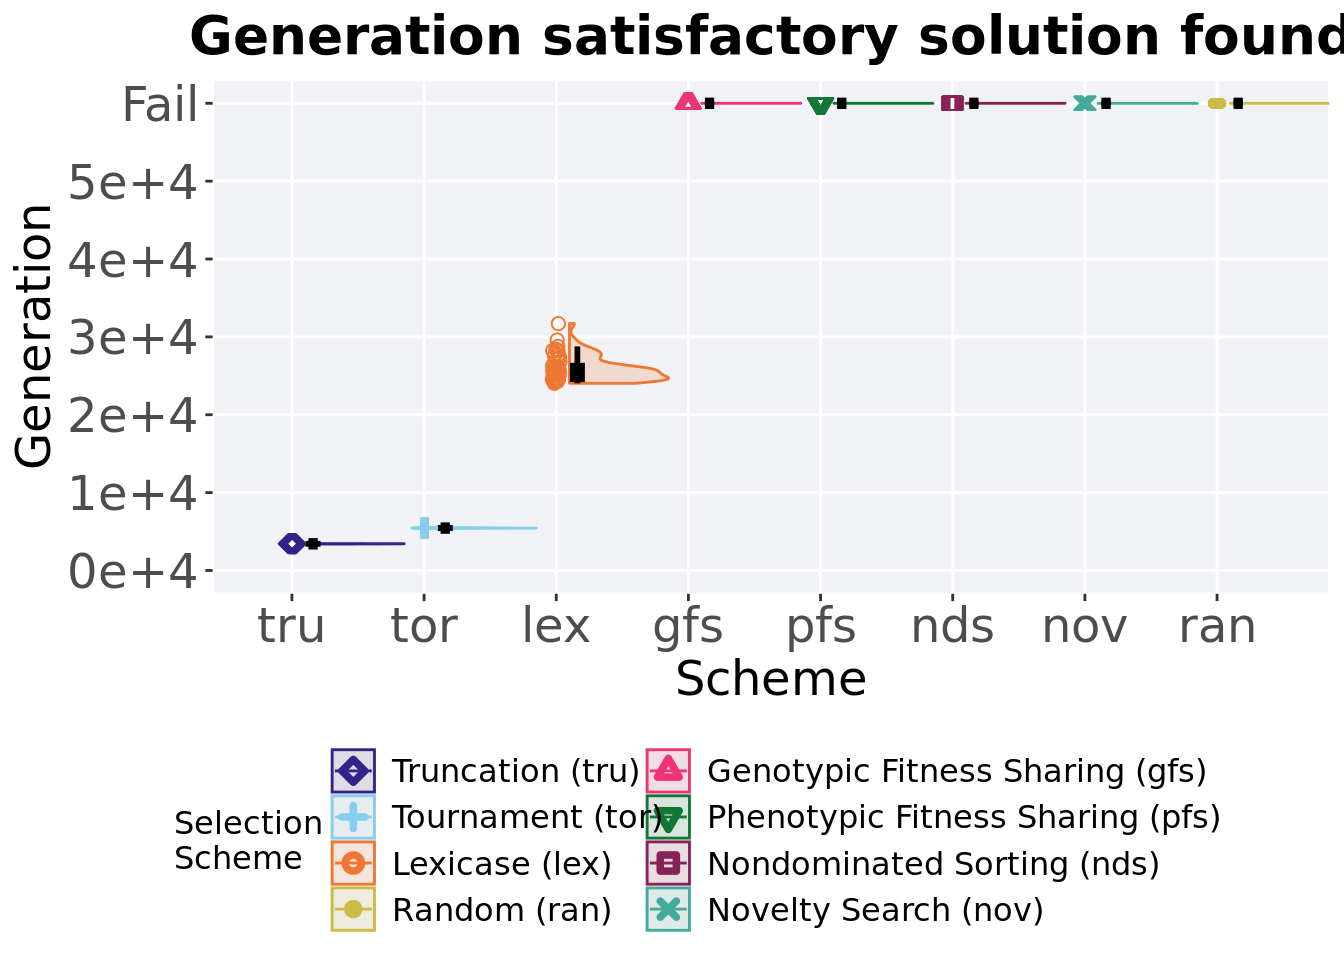 Generation satisfactory solution found
Fail
5e+4
4e+4
3e+4
2e+4
1e+4
0e+4
Generation
tru tor lex gfs pfs nds nov ran
Scheme
Selection
Scheme
Truncation (tru)
Tournament (tor)
Lexicase (lex)
Random (ran)
Genotypic Fitness Sharing (gfs)
Phenotypic Fitness Sharing (pfs)
Nondominated Sorting (nds)
Novelty Search (nov)